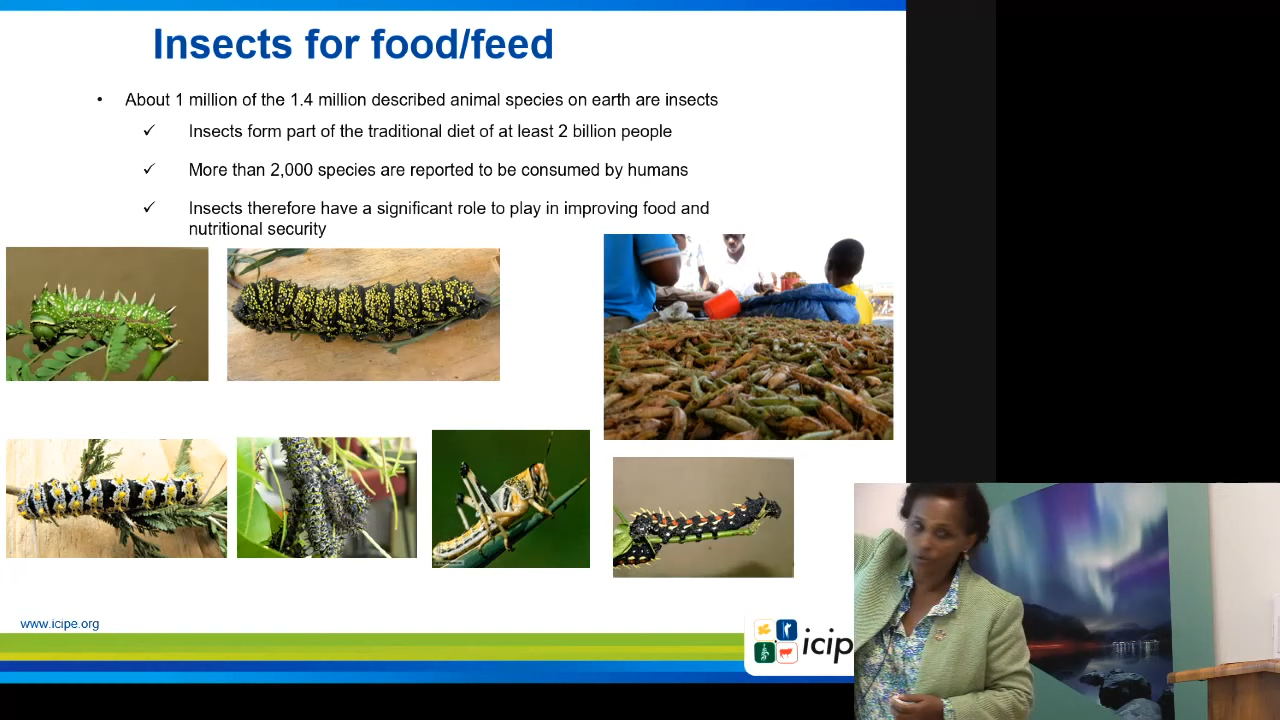 Insects for food/feed
• About 1 million of the 1.4 million described animal species on earth are insects
✓ Insects form part of the traditional diet of at least 2 billion people
✓ More than 2,000 species are reported to be consumed by humans
✓ Insects therefore have a significant role to play in improving food and
nutritional security
www.icipe.org
icip